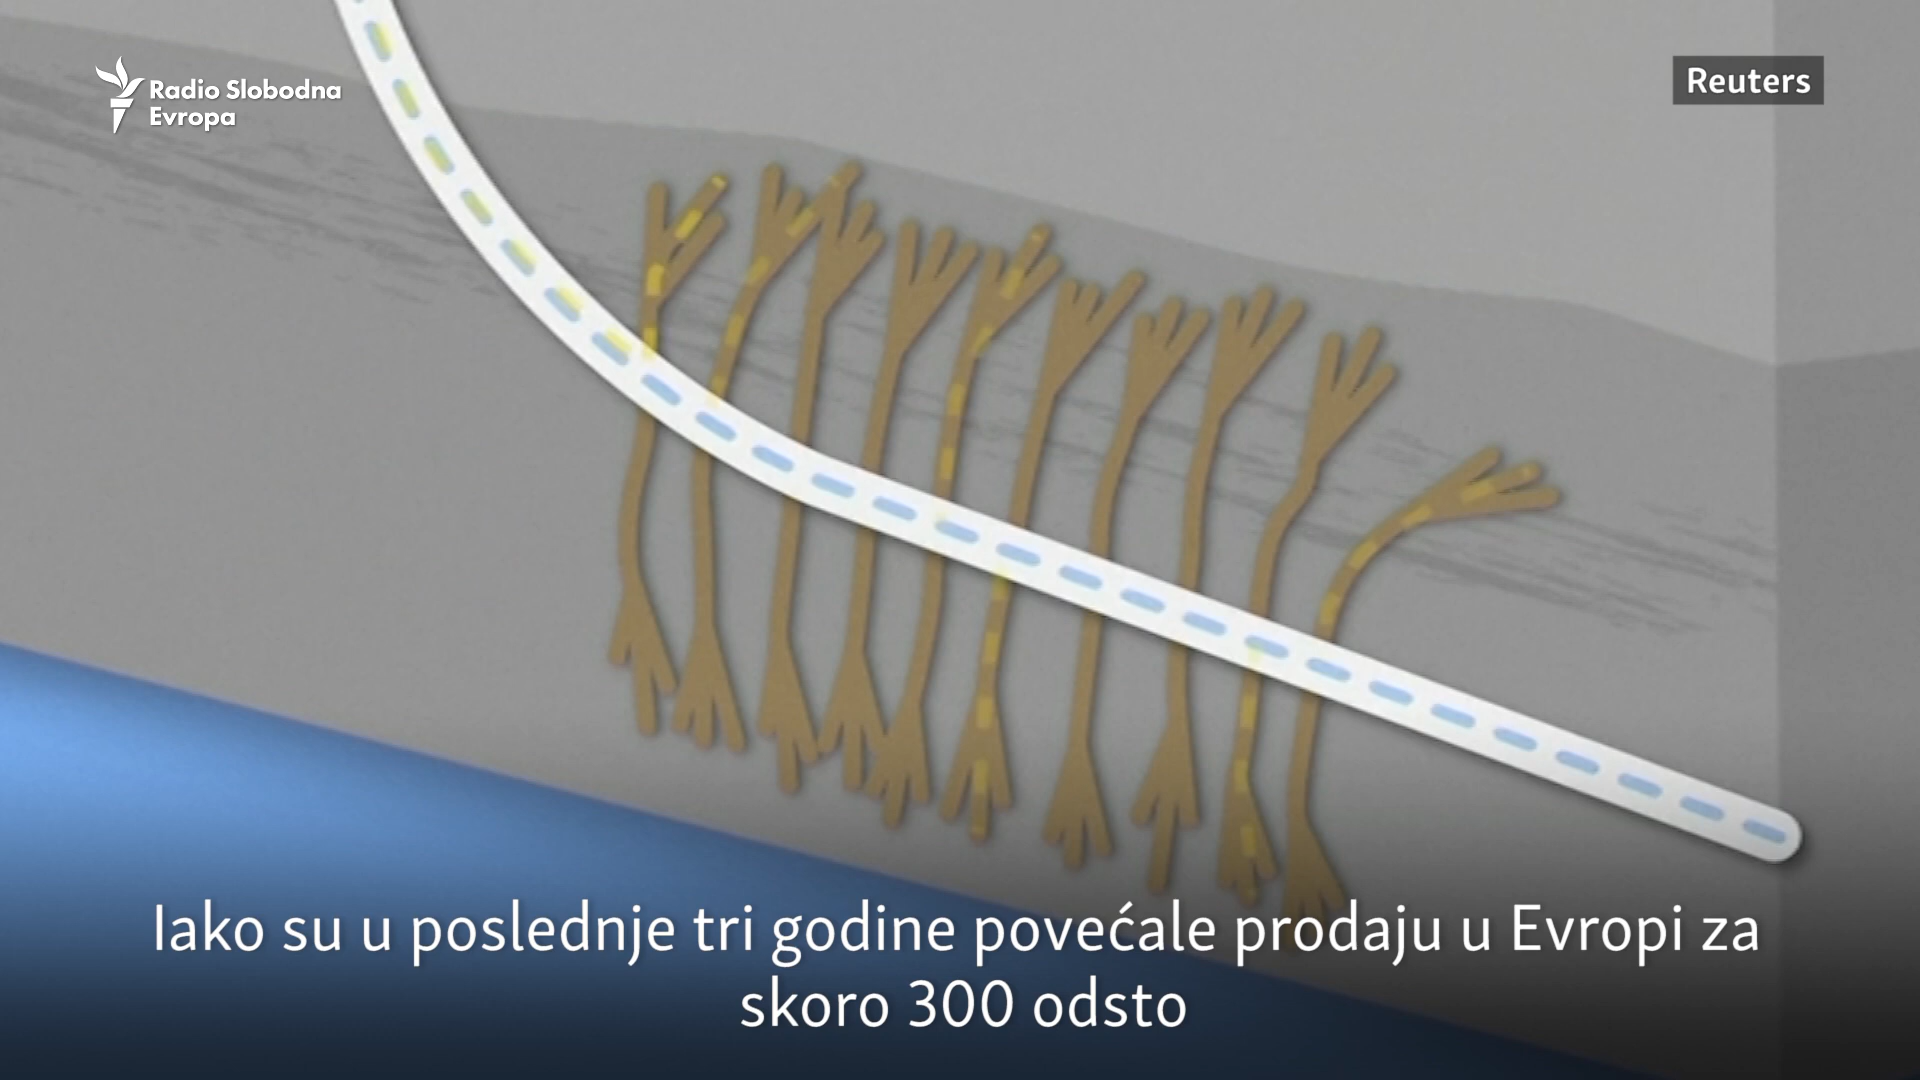 Radio Slobodna
Evropa
Reuters
Iako su u poslednje tri godine povećale prodaju u Evropi za
skoro 300 odsto